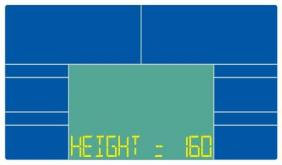 HEIGHT = 160